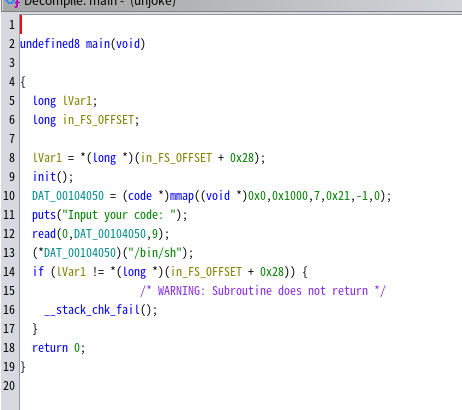 Decompile: main - (unjoke)
1
2 undefined8 main(void)
3
4 {
5 long lVar1;
6 long in_FS_OFFSET;
7
8 lVar1 = *(long *)(in_FS_OFFSET + 0x28);
9 init();
10 DAT_00104050 = (code *)mmap((void *)0x0,0x1000,7,0x21,-1,0);
11 puts("Input your code: ");
12 read(0,DAT_00104050,9);
13 (*DAT_00104050)("/bin/sh");
14 if (lVar1 != *(long *)(in_FS_OFFSET + 0x28)) {
15 /* WARNING: Subroutine does not return */
16 __stack_chk_fail();
17 }
18 return 0;
19 }
20